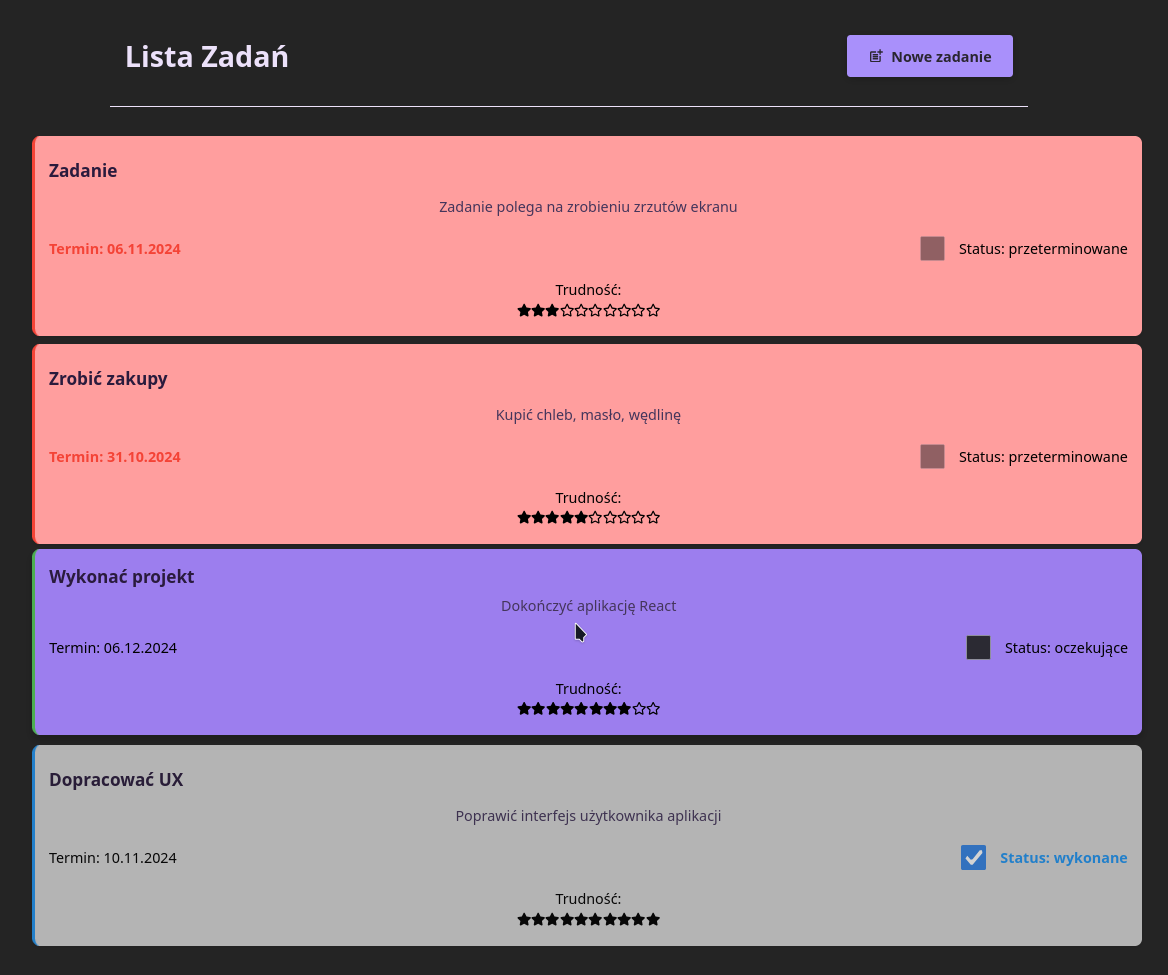 Lista Zadań
Nowe zadanie
Zadanie
Zadanie polega na zrobieniu zrzutów ekranu
Termin: 06.11.2024
Status: przeterminowane
Trudność:
Zrobić zakupy
Kupić chleb, masło, wędlinę
Termin: 31.10.2024
Status: przeterminowane
Trudność:
Wykonać projekt
Dokończyć aplikację React
Termin: 06.12.2024
Status: oczekujące
Trudność:
Dopracować UX
Poprawić interfejs użytkownika aplikacji
Termin: 10.11.2024
Status: wykonane
Trudność: